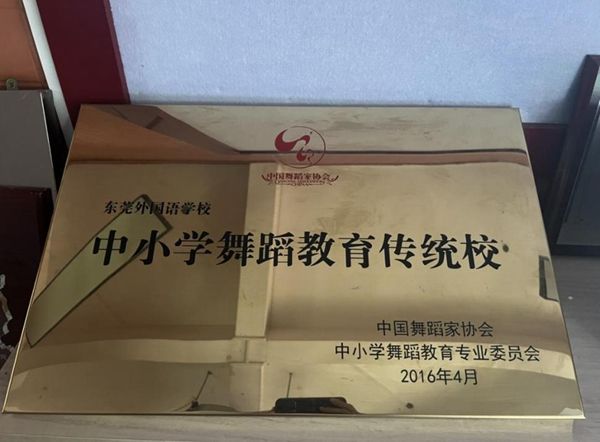 中国舞蹈家协会
东莞外国语学校
中小学舞蹈教育传统校
中国舞蹈家协会
中小学舞蹈教育专业委员会
2016年4月